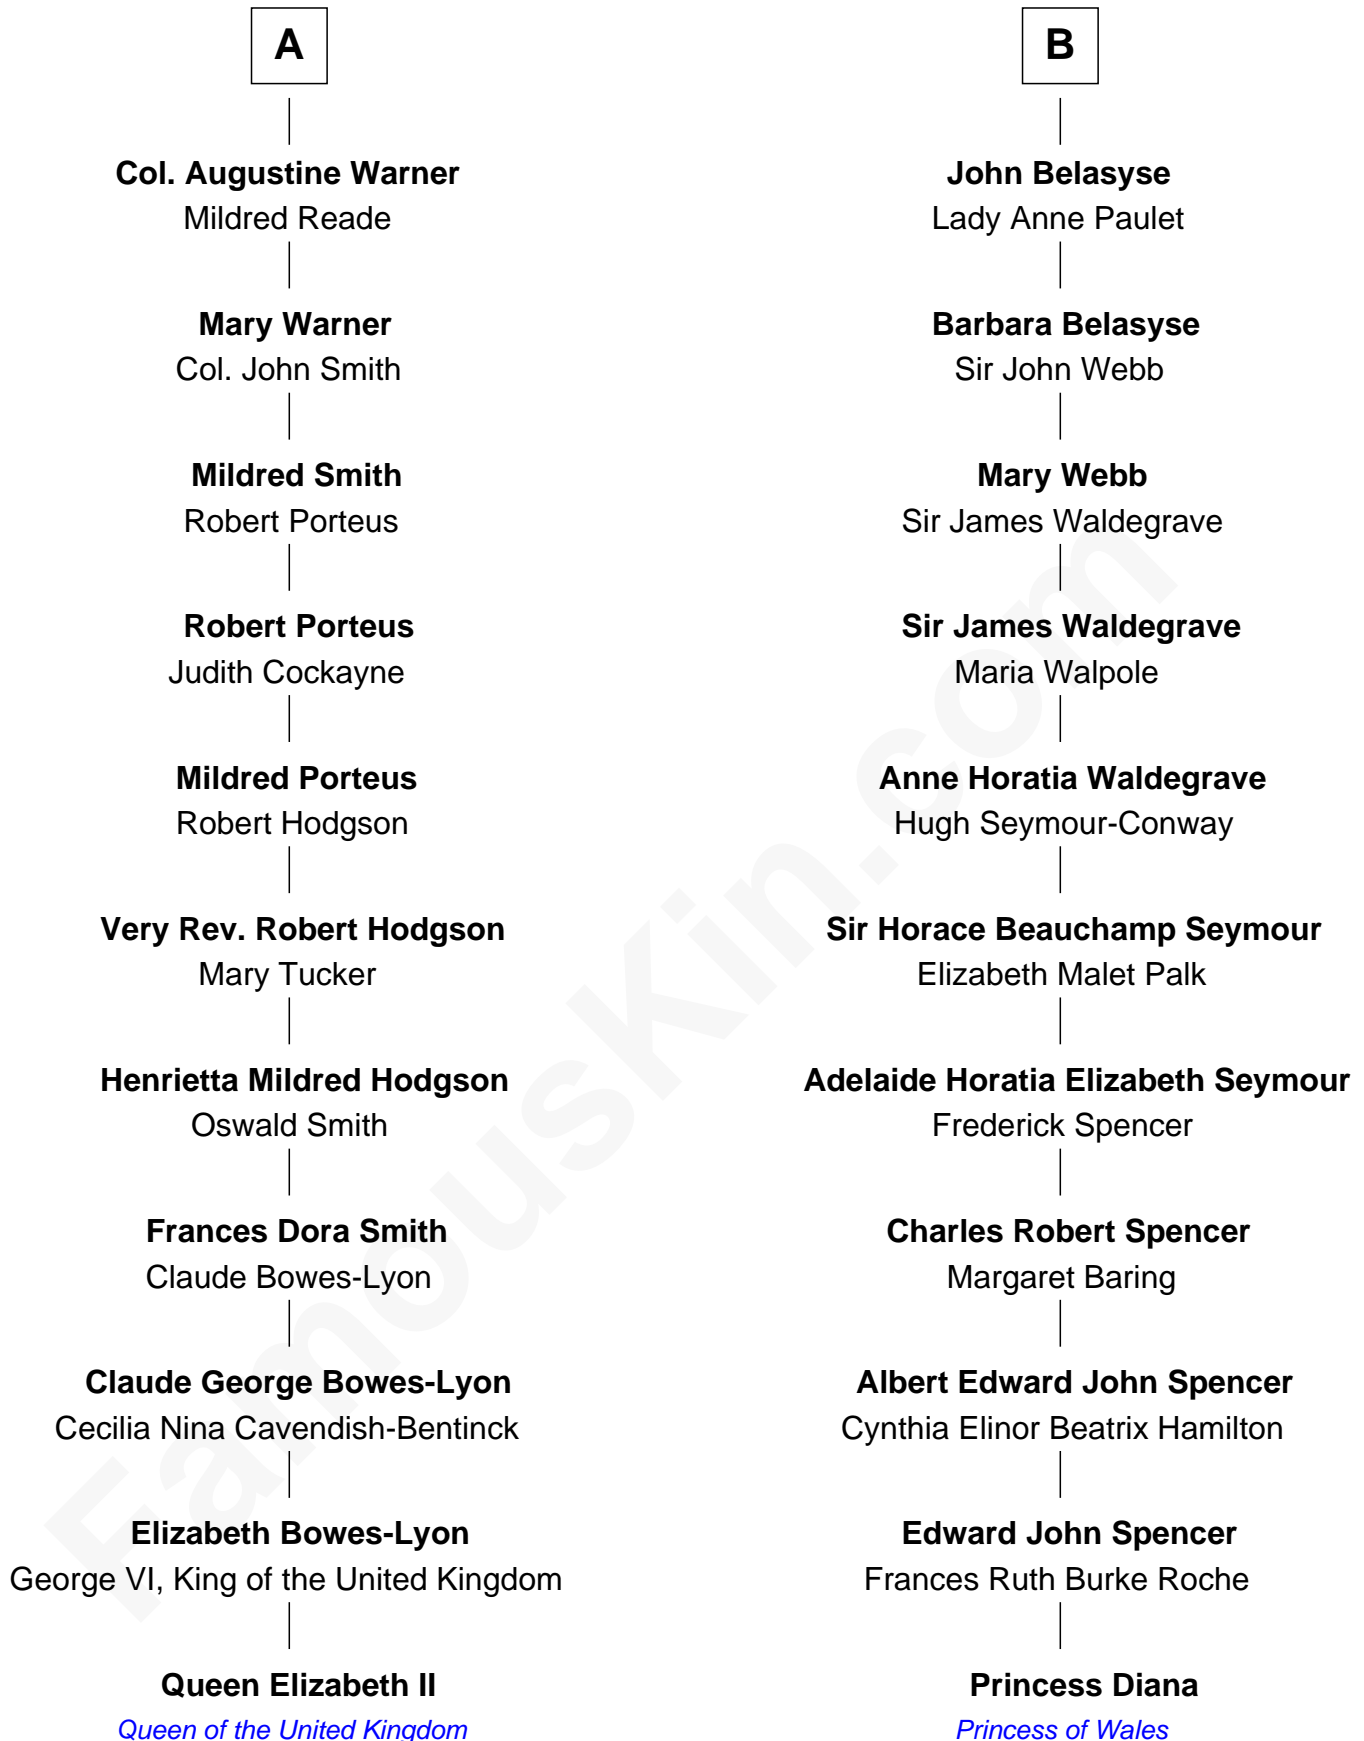 A
Col. Augustine Warner
Mildred Reade
Mary Warner
Col. John Smith
Mildred Smith
Robert Porteus
Robert Porteus
Judith Cockayne
Mildred Porteus
Robert Hodgson
Very Rev. Robert Hodgson
Mary Tucker
Henrietta Mildred Hodgson
Oswald Smith
Frances Dora Smith
Claude Bowes-Lyon
Claude George Bowes-Lyon
Cecilia Nina Cavendish-Bentinck
Elizabeth Bowes-Lyon
George VI, King of the United Kingdom
Queen Elizabeth II
Queen of the United Kingdom
B
John Belasyse
Lady Anne Paulet
Barbara Belasyse
Sir John Webb
Mary Webb
Sir James Waldegrave
Sir James Waldegrave
Maria Walpole
Anne Horatia Waldegrave
Hugh Seymour-Conway
Sir Horace Beauchamp Seymour
Elizabeth Malet Palk
Adelaide Horatia Elizabeth Seymour
Frederick Spencer
Charles Robert Spencer
Margaret Baring
Albert Edward John Spencer
Cynthia Elinor Beatrix Hamilton
Edward John Spencer
Frances Ruth Burke Roche
Princess Diana
Princess of Wales
FamousKin.com